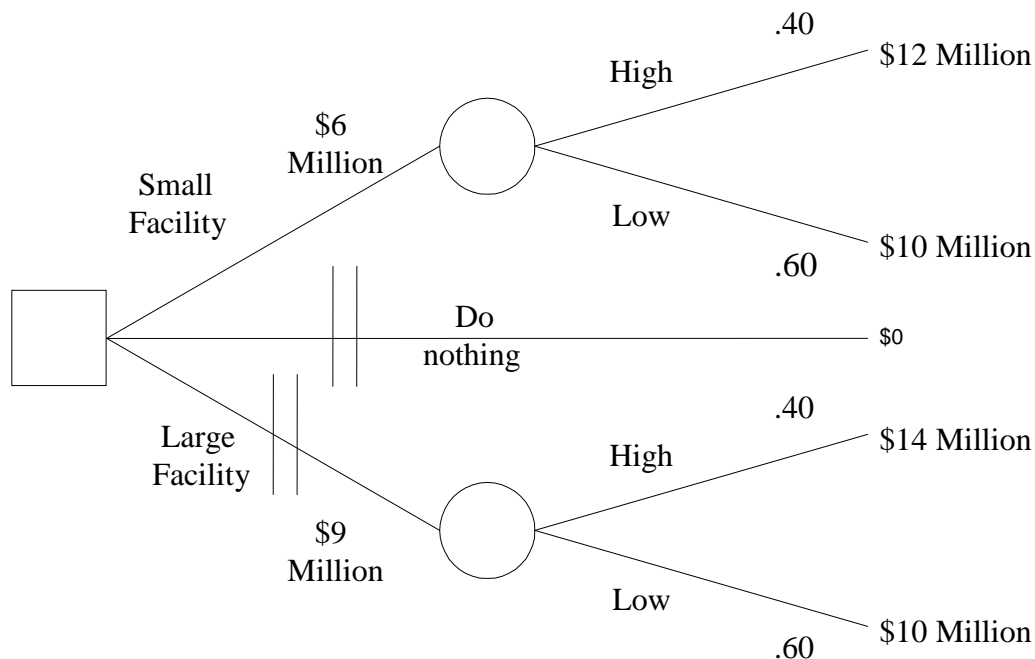 .40
$12 Million
High
$6
Million
Small
Facility
Low
$10 Million
.60
Do
nothing
$0
.40
Large
Facility
High
$14 Million
$9
Million
Low
$10 Million
.60